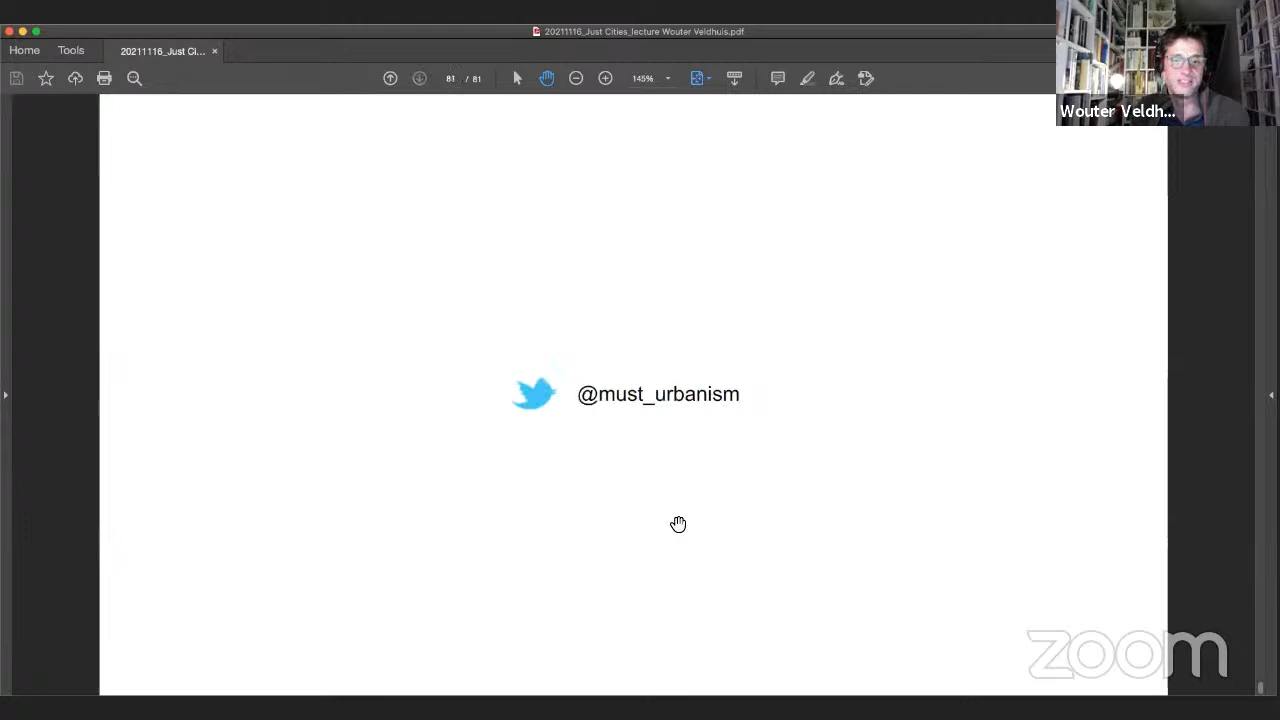 20211116_Just Cities_lecture Wouter Veldhuis.pdf
Home Tools 20211116_Just Ci... ×
81 / 81 145%
Wouter Veldh...
@must_urbanism
zoom